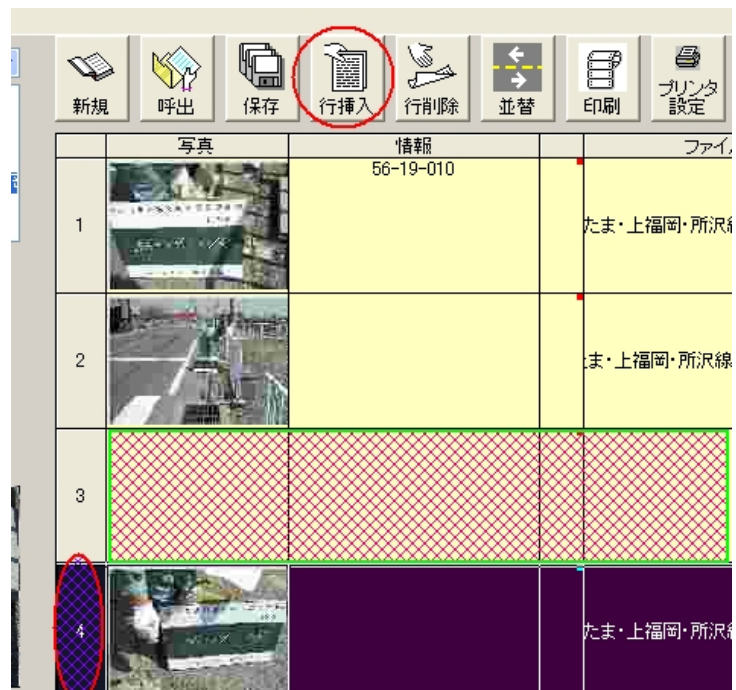 新規
呼出
保存
行挿入
行削除
並替
印刷
プリンタ
設定
写真
情報
ファイ
1
56-19-010
たま・上福岡・所沢
2
ま・上福岡・所沢線
3
4
たま・上福岡・所沢